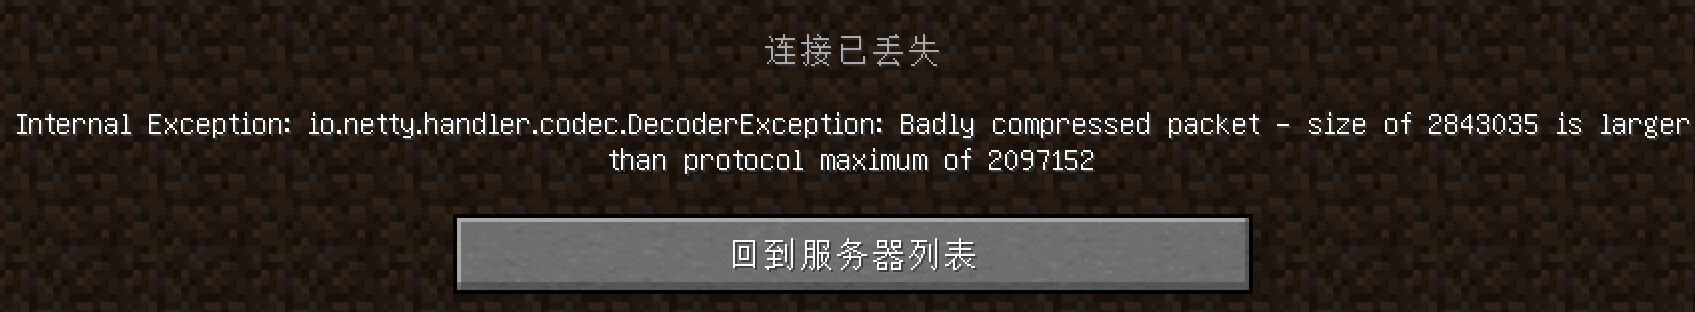 连接已丢失
Internal Exception: io.netty.handler.codec.DecoderException: Badly compressed packet - size of 2843035 is larger
than protocol maximum of 2097152
回到服务器列表